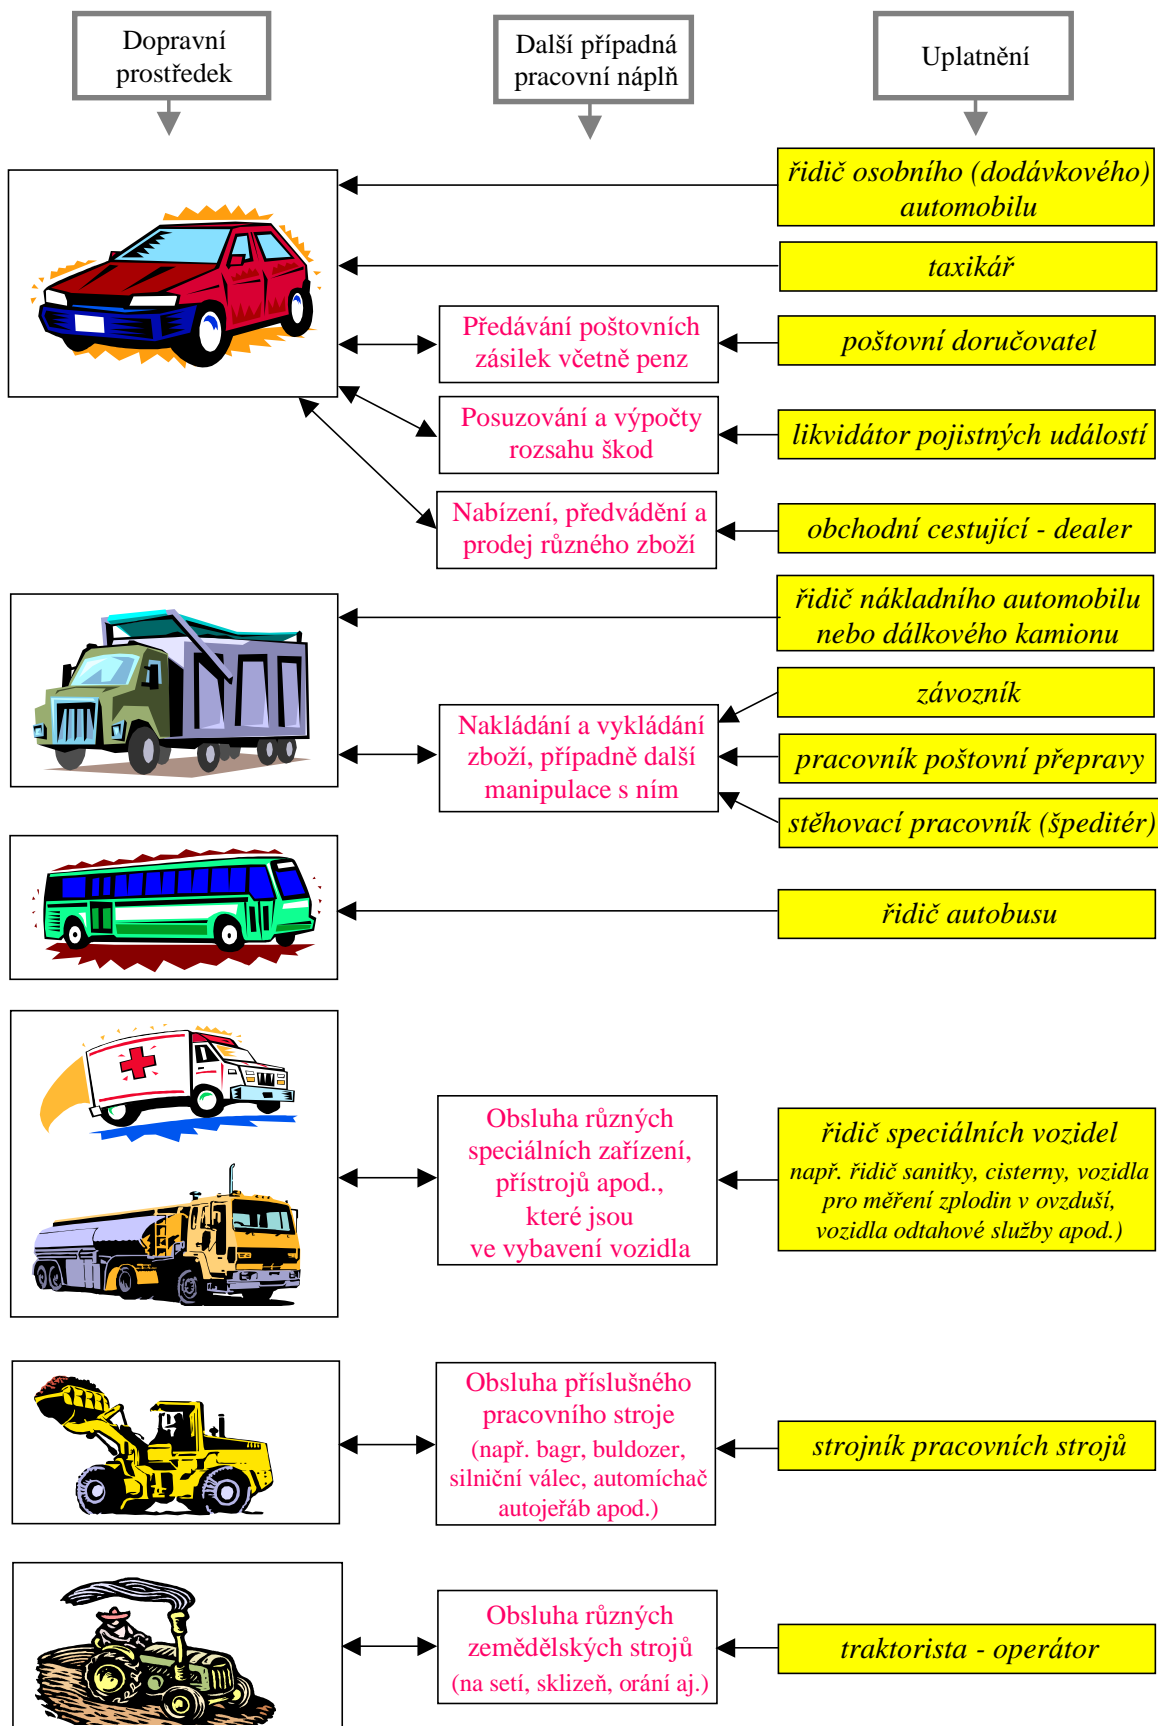 Dopravní
prostředek
Další případná
pracovní náplň
Uplatnění
řidič osobního (dodávkového)
automobilu
taxikář
Předávání poštovních
zásilek včetně penz
poštovní doručovatel
Posuzování a výpočty
rozsahu škod
likvidátor pojistných událostí
Nabízení, předvádění a
prodej různého zboží
obchodní cestující - dealer
řidič nákladního automobilu
nebo dálkového kamionu
závozník
Nakládání a vykládání
zboží, případně další
manipulace s ním
pracovník poštovní přepravy
stěhovací pracovník (špeditér)
řidič autobusu
Obsluha různých
speciálních zařízení,
přístrojů apod.,
které jsou
ve vybavení vozidla
řidič speciálních vozidel
např. řidič sanitky, cisterny, vozidla
pro měření zplodin v ovzduší,
vozidla odtahové služby apod.)
Obsluha příslušného
pracovního stroje
(např. bagr, buldozer,
silniční válec, automíchač
autojeřáb apod.)
strojník pracovních strojů
Obsluha různých
zemědělských strojů
(na setí, sklizeň, orání aj.)
traktorista - operátor